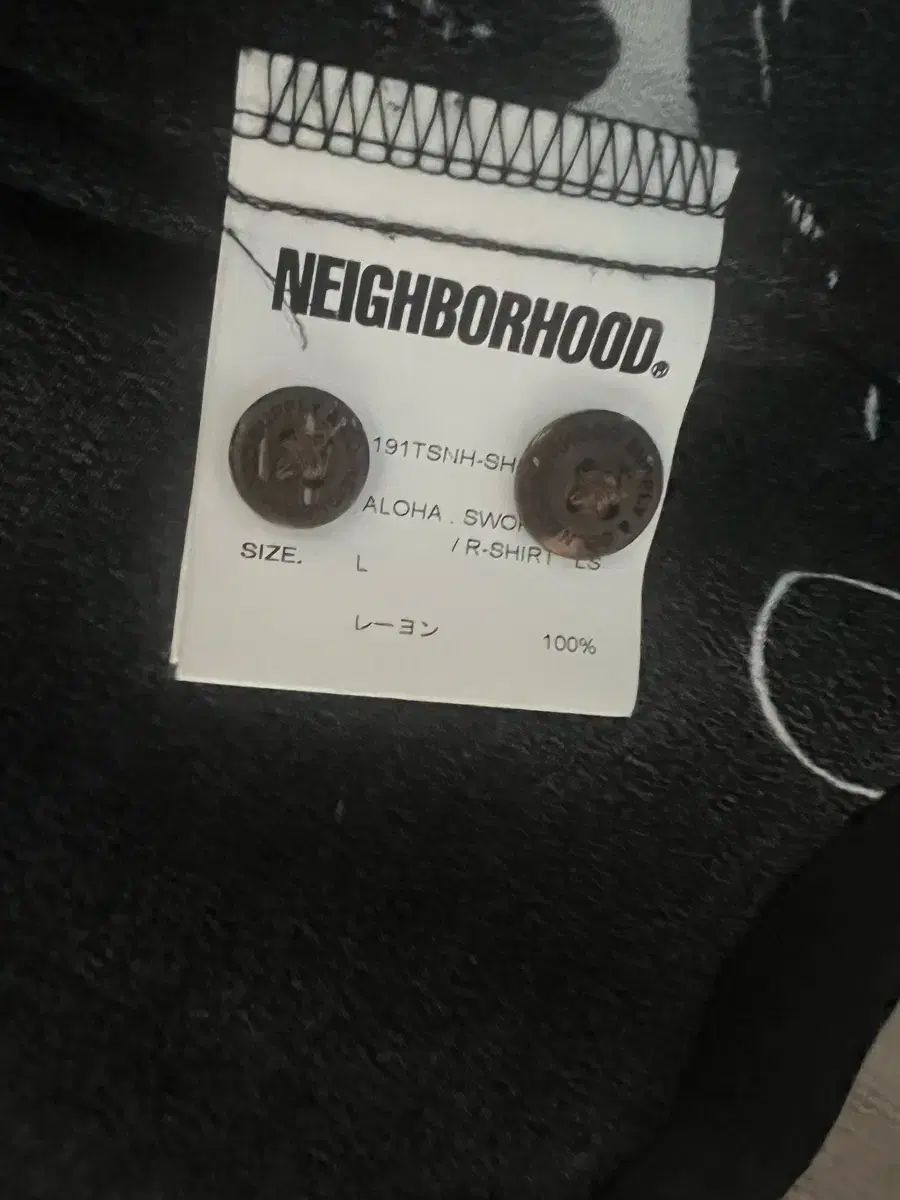 NEIGHBORHOOD®
191TSNH-SH
ALOHA . SWO
/ R-SHIRT LS
SIZE. L
レーヨン 100%